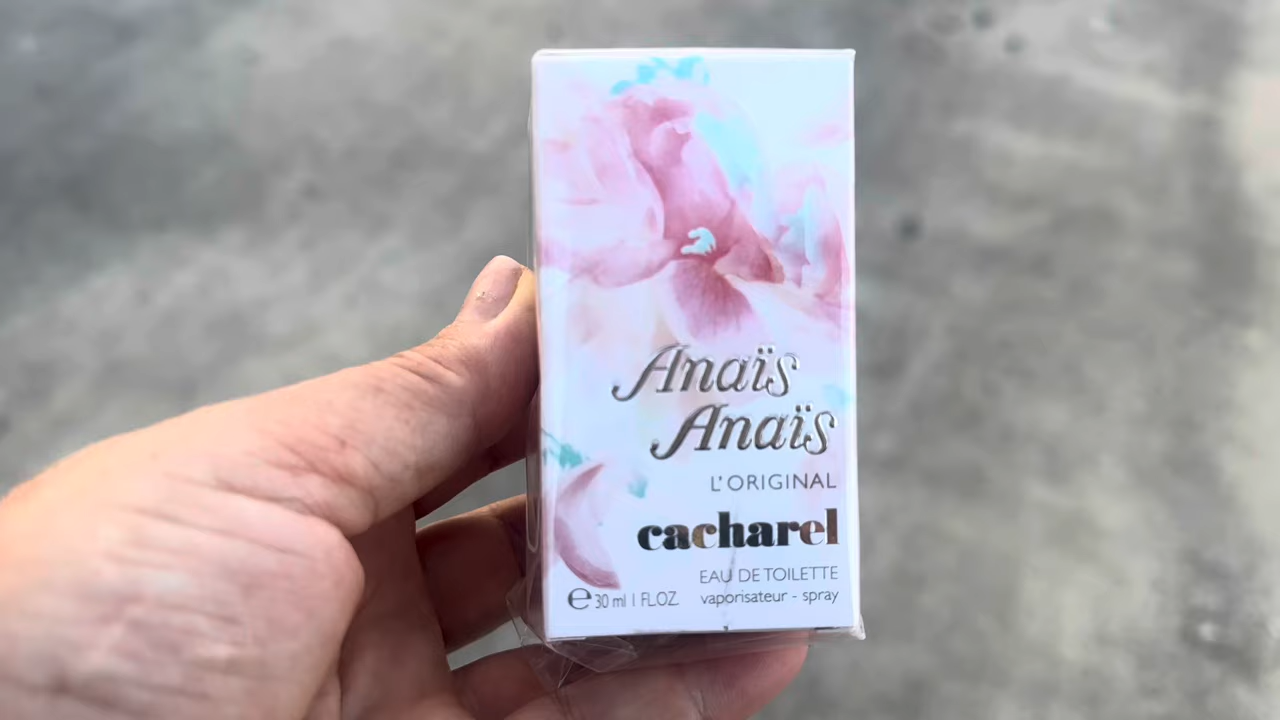 Anaïs
Anaïs
L'ORIGINAL
cacharel
EAU DE TOILETTE
℮ 30 ml 1 FL.OZ. vaporisateur - spray